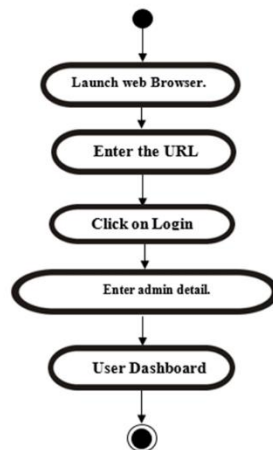 Launch web Browser.
Enter the URL
Click on Login
Enter admin detail.
User Dashboard